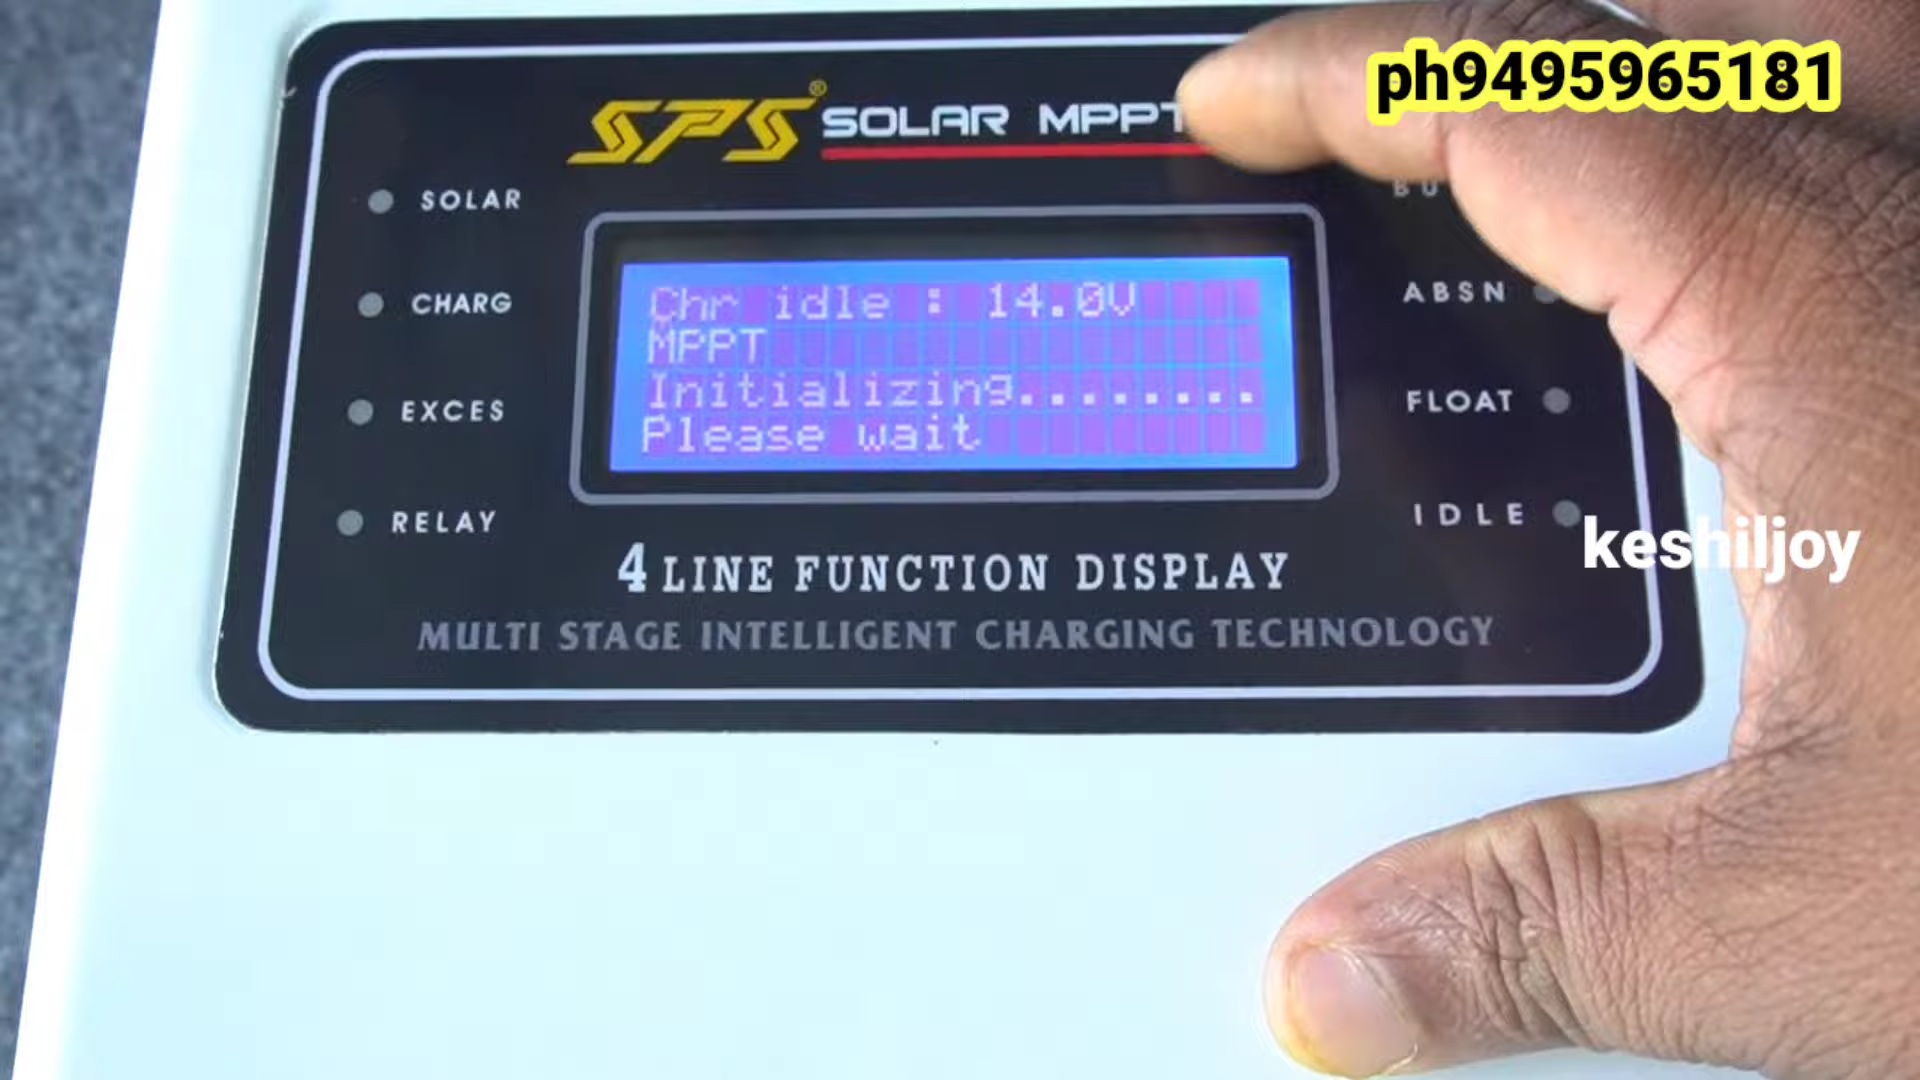 ph9495965181
SPS® SOLAR MPPT
SOLAR
CHARG
EXCES
RELAY
Chr idle : 14.0V
MPPT
Initializing........
Please wait
BU
ABSN
FLOAT
IDLE
keshiljoy
4 LINE FUNCTION DISPLAY
MULTI STAGE INTELLIGENT CHARGING TECHNOLOGY